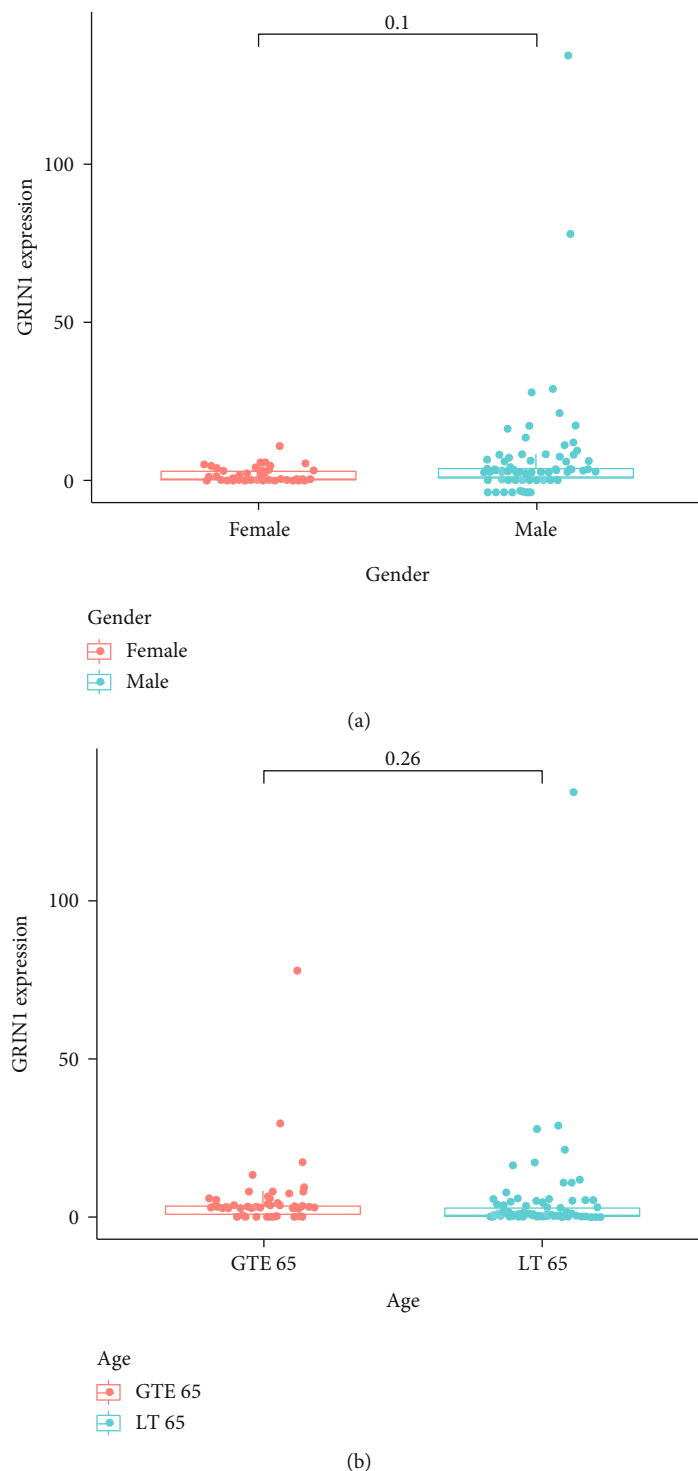 0.1
100
50
0
GRIN1 expression
Female
Male
Gender
Gender
Female
Male
(a)
0.26
100
50
0
GRIN1 expression
GTE 65
LT 65
Age
Age
GTE 65
LT 65
(b)